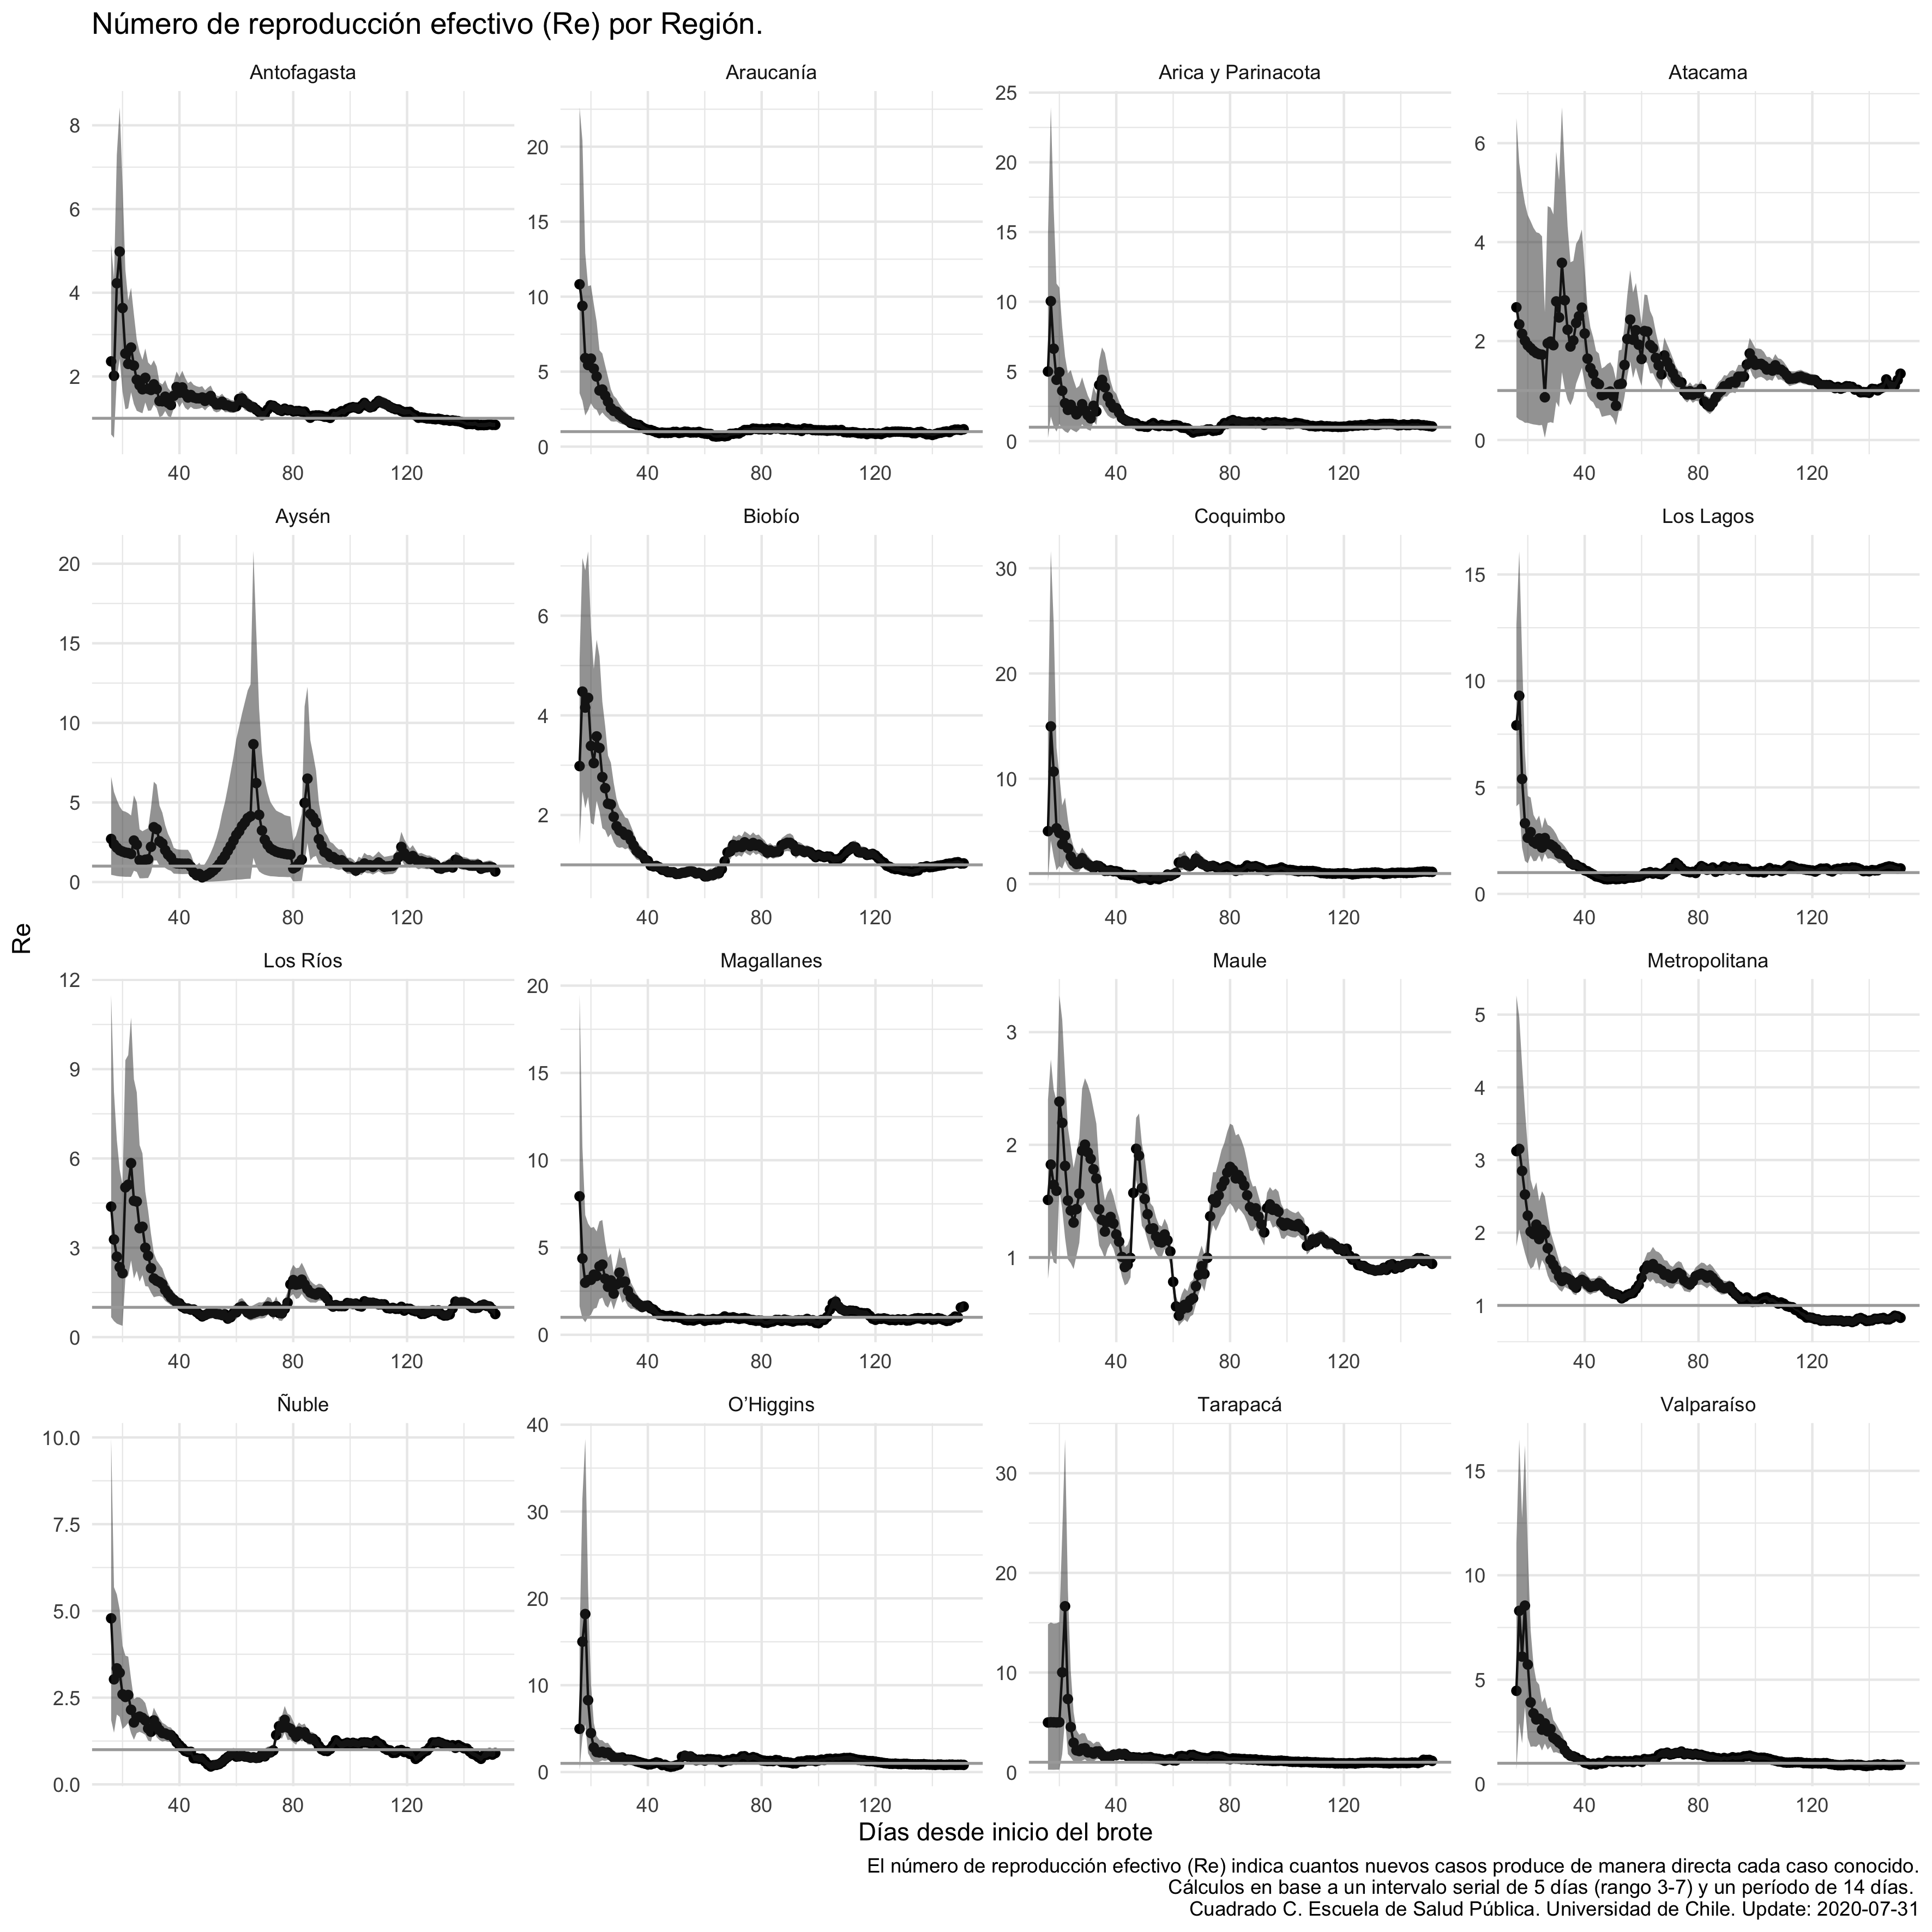 Número de reproducción efectivo (Re) por Región.
Antofagasta
Araucanía
Arica y Parinacota
Atacama
8
6
4
2
40 80 120
20
15
10
5
0
40 80 120
25
20
15
10
5
0
40 80 120
6
4
2
0
40 80 120
Aysén
Biobío
Coquimbo
Los Lagos
20
15
10
5
0
40 80 120
6
4
2
40 80 120
30
20
10
0
40 80 120
15
10
5
0
40 80 120
Re
Los Ríos
Magallanes
Maule
Metropolitana
12
9
6
3
0
40 80 120
20
15
10
5
0
40 80 120
3
2
1
40 80 120
5
4
3
2
1
40 80 120
Ñuble
O’Higgins
Tarapacá
Valparaíso
10.0
7.5
5.0
2.5
0.0
40 80 120
40
30
20
10
0
40 80 120
30
20
10
0
40 80 120
15
10
5
0
40 80 120
Días desde inicio del brote
El número de reproducción efectivo (Re) indica cuantos nuevos casos produce de manera directa cada caso conocido.
Cálculos en base a un intervalo serial de 5 días (rango 3-7) y un período de 14 días.
Cuadrado C. Escuela de Salud Pública. Universidad de Chile. Update: 2020-07-31